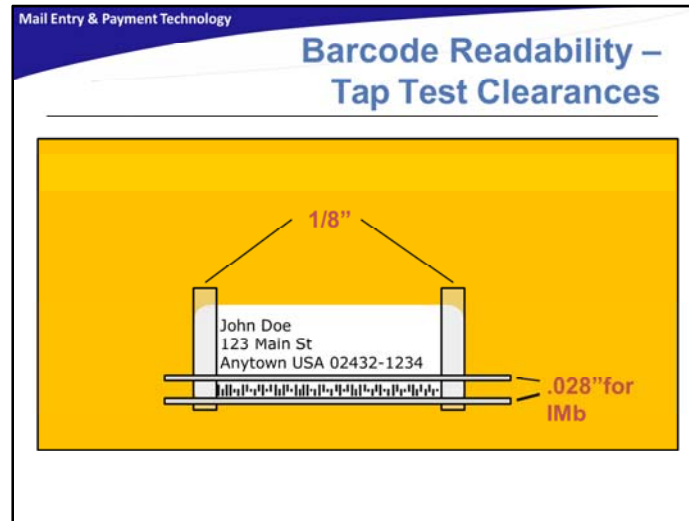 Mail Entry & Payment Technology
Barcode Readability –
Tap Test Clearances
1/8”
John Doe
123 Main St
Anytown USA 02432-1234
.028”for
IMb